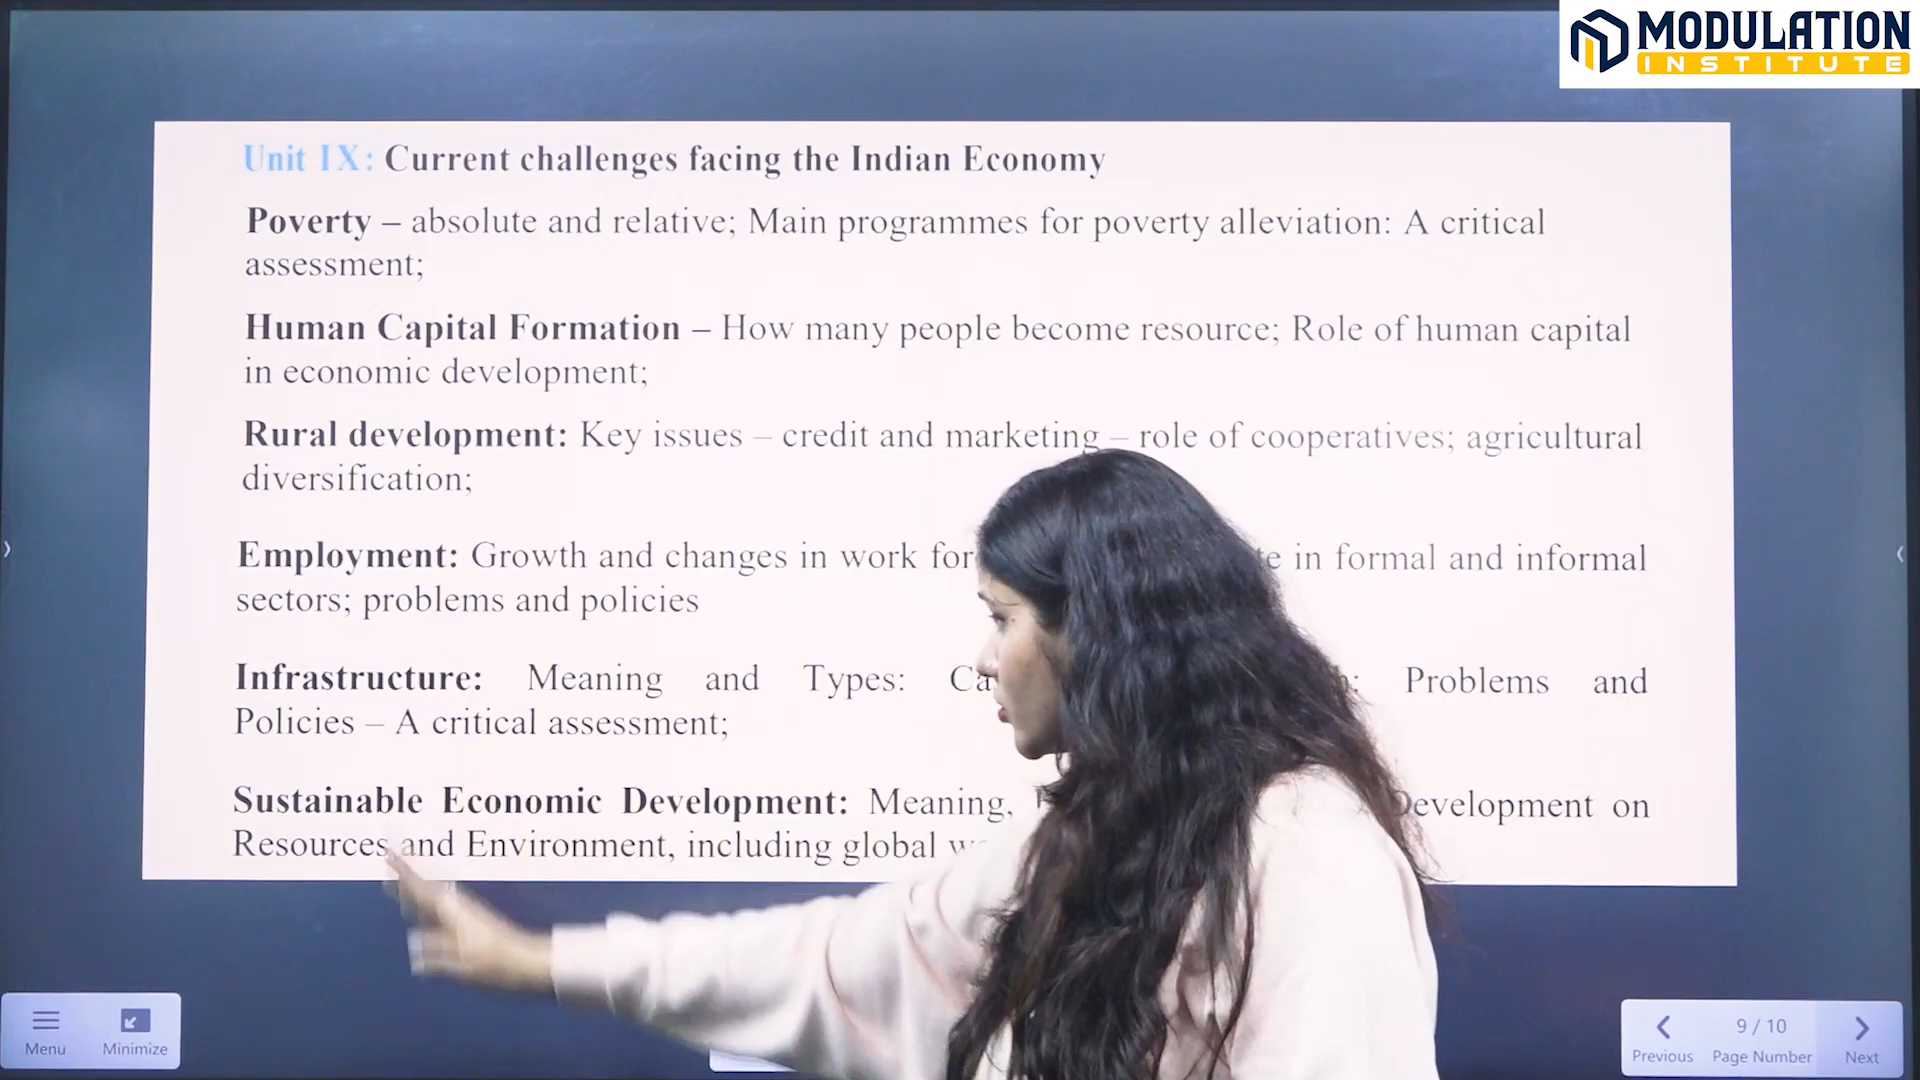 MODULATION
INSTITUTE
Unit IX: Current challenges facing the Indian Economy
Poverty – absolute and relative; Main programmes for poverty alleviation: A critical
assessment;
Human Capital Formation – How many people become resource; Role of human capital
in economic development;
Rural development: Key issues – credit and marketing – role of cooperatives; agricultural
diversification;
Employment: Growth and changes in work in formal and informal
sectors; problems and policies
Infrastructure: Meaning and Types: Problems and
Policies – A critical assessment;
Sustainable Economic Development: Meaning, Development on
Resources and Environment, including global
Menu
Minimize
9 / 10
Previous
Page Number
Next